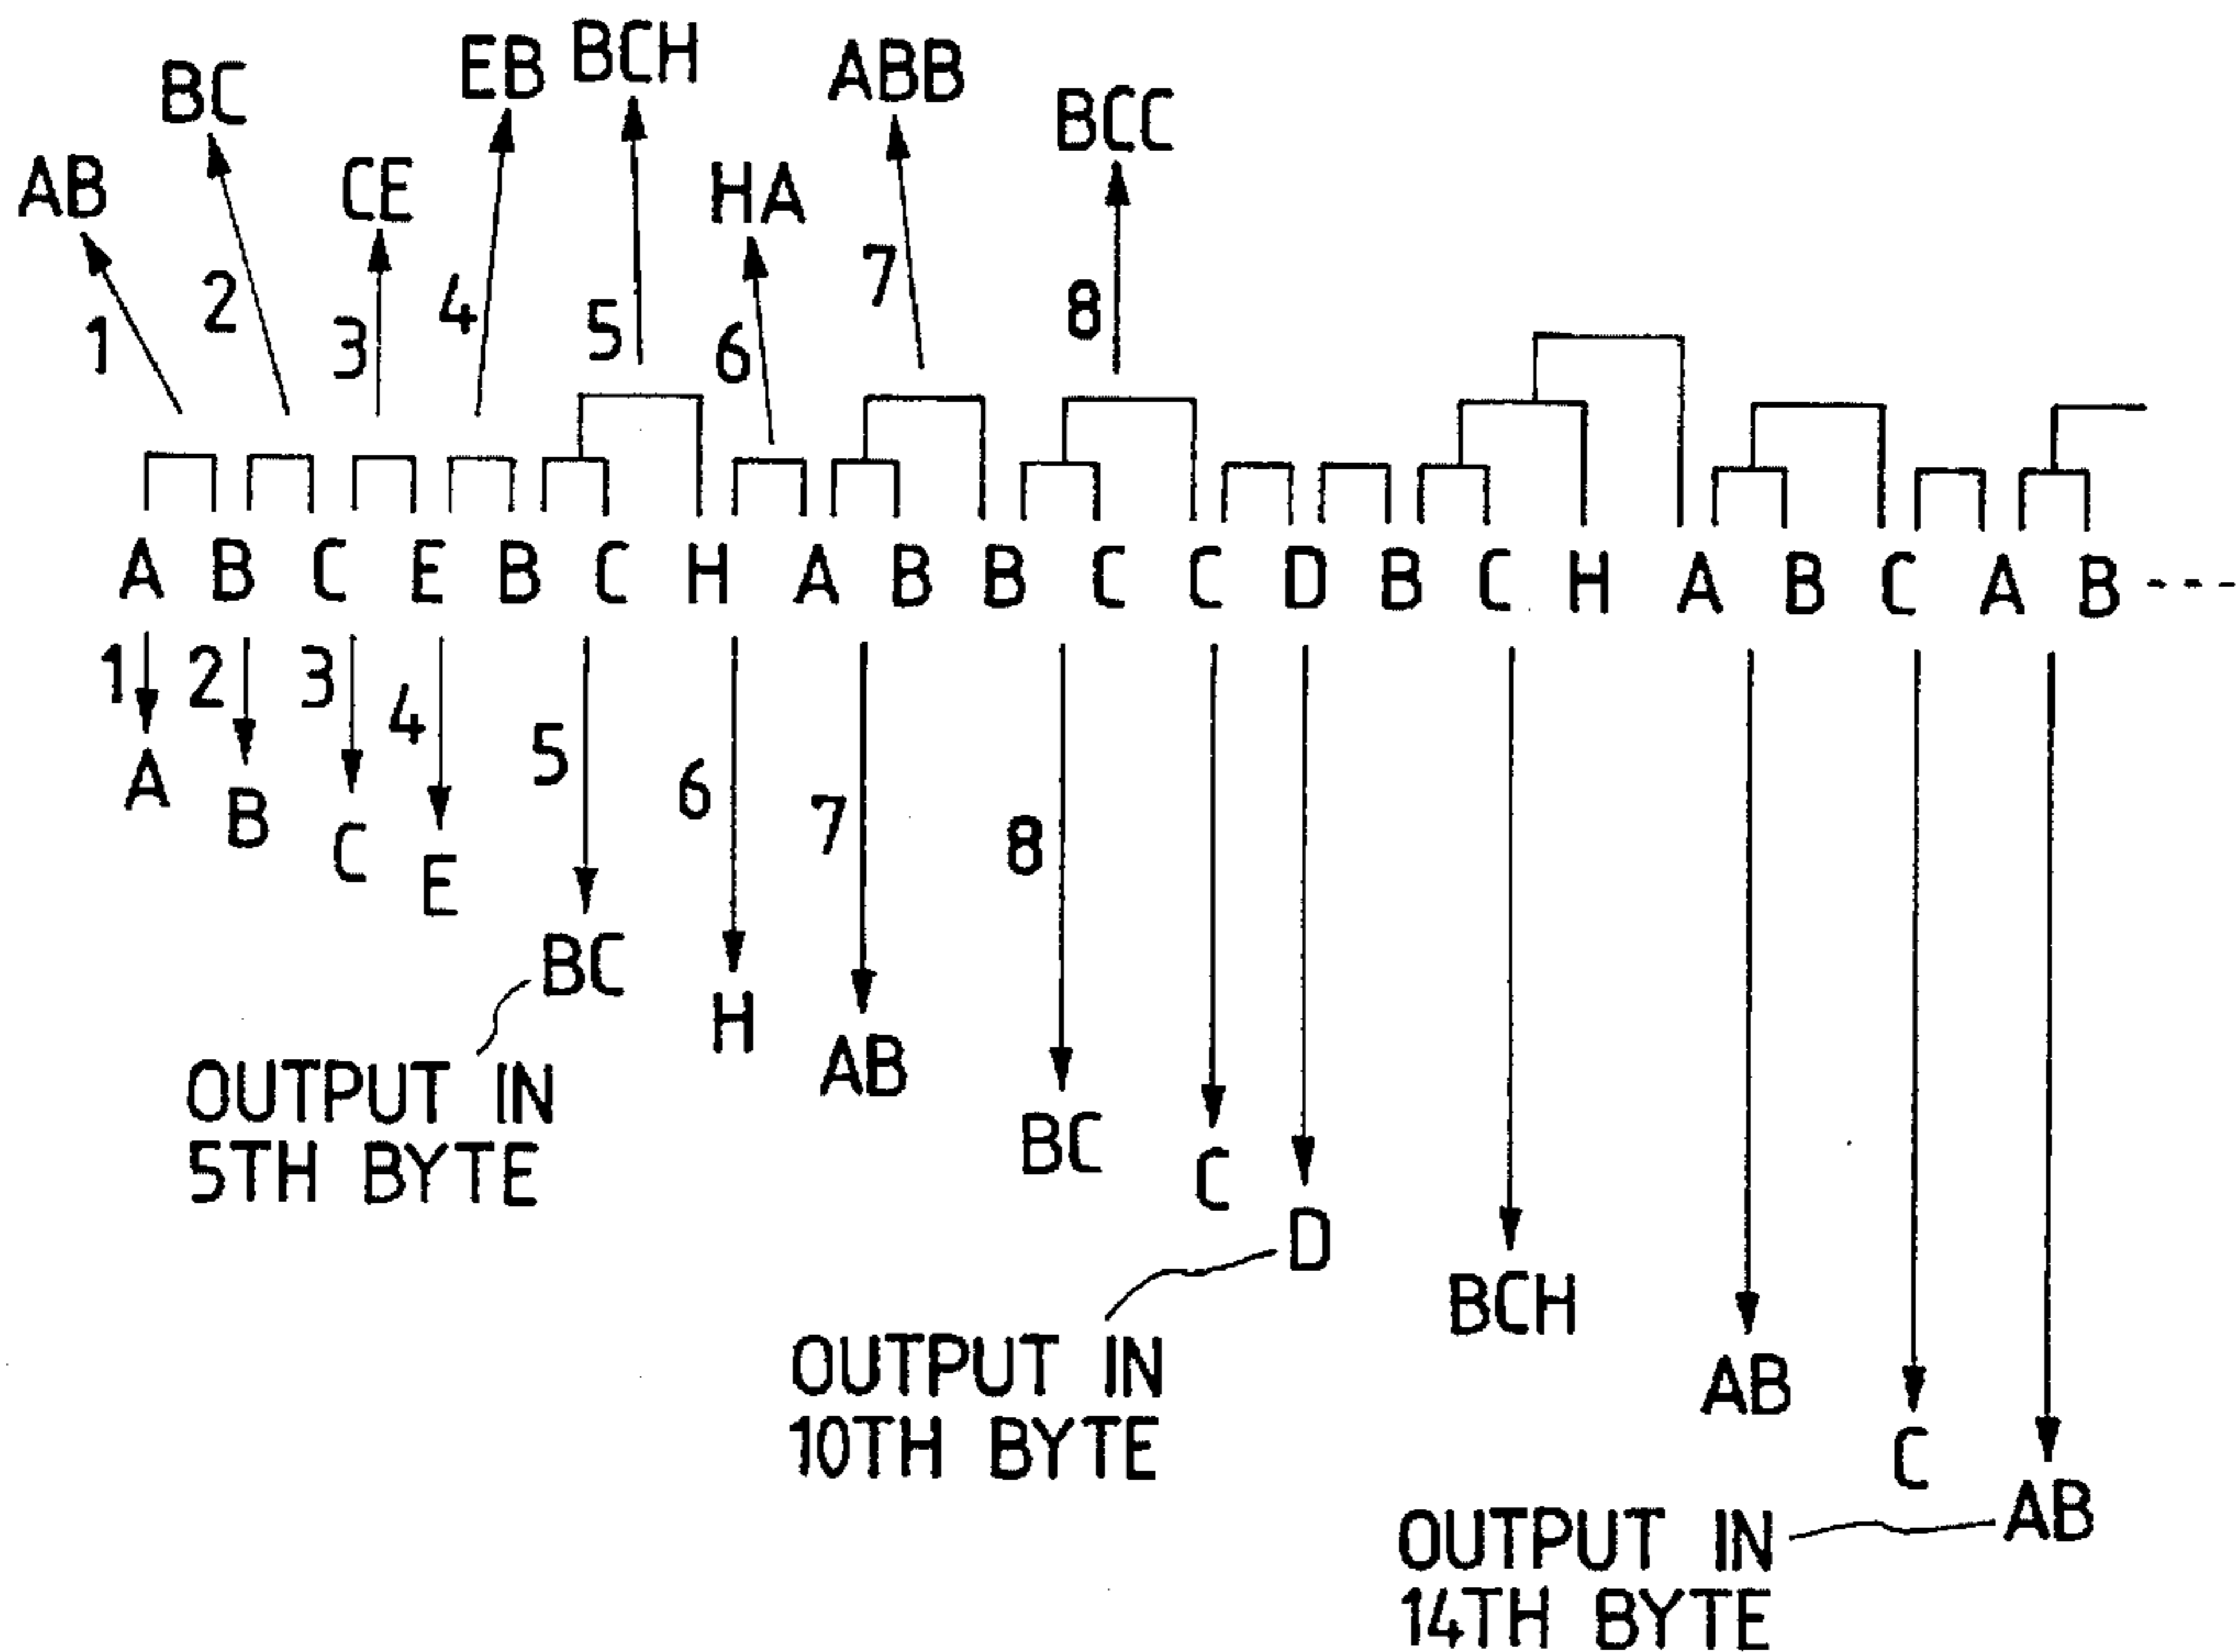 AB
BC
CE
EB
BCH
HA
ABB
BCC
1
2
3
4
5
6
7
8
A B C E B C H A B B C C D B C H A B C A B ---
1
2
3
4
5
6
7
8
A
B
C
E
BC
H
AB
BC
C
D
BCH
AB
C
AB
OUTPUT IN
5TH BYTE
OUTPUT IN
10TH BYTE
OUTPUT IN
14TH BYTE